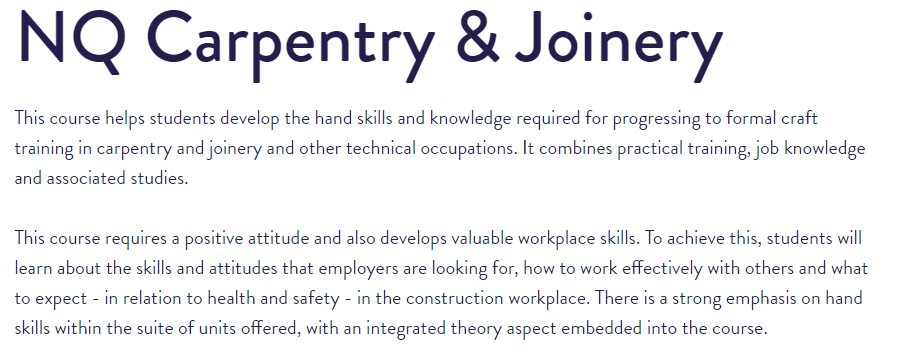 NQ Carpentry & Joinery
This course helps students develop the hand skills and knowledge required for progressing to formal craft
training in carpentry and joinery and other technical occupations. It combines practical training, job knowledge
and associated studies.
This course requires a positive attitude and also develops valuable workplace skills. To achieve this, students will
learn about the skills and attitudes that employers are looking for, how to work effectively with others and what
to expect - in relation to health and safety - in the construction workplace. There is a strong emphasis on hand
skills within the suite of units offered, with an integrated theory aspect embedded into the course.